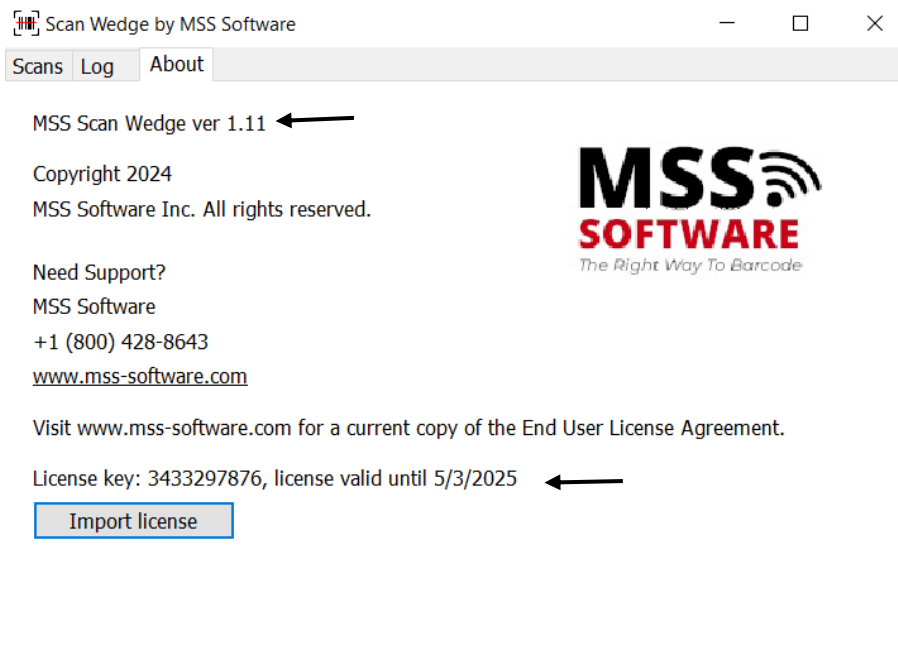 Scan Wedge by MSS Software
Scans Log About
MSS Scan Wedge ver 1.11
Copyright 2024
MSS Software Inc. All rights reserved.
MSS
SOFTWARE
The Right Way To Barcode
Need Support?
MSS Software
+1 (800) 428-8643
www.mss-software.com
Visit www.mss-software.com for a current copy of the End User License Agreement.
License key: 3433297876, license valid until 5/3/2025
Import license